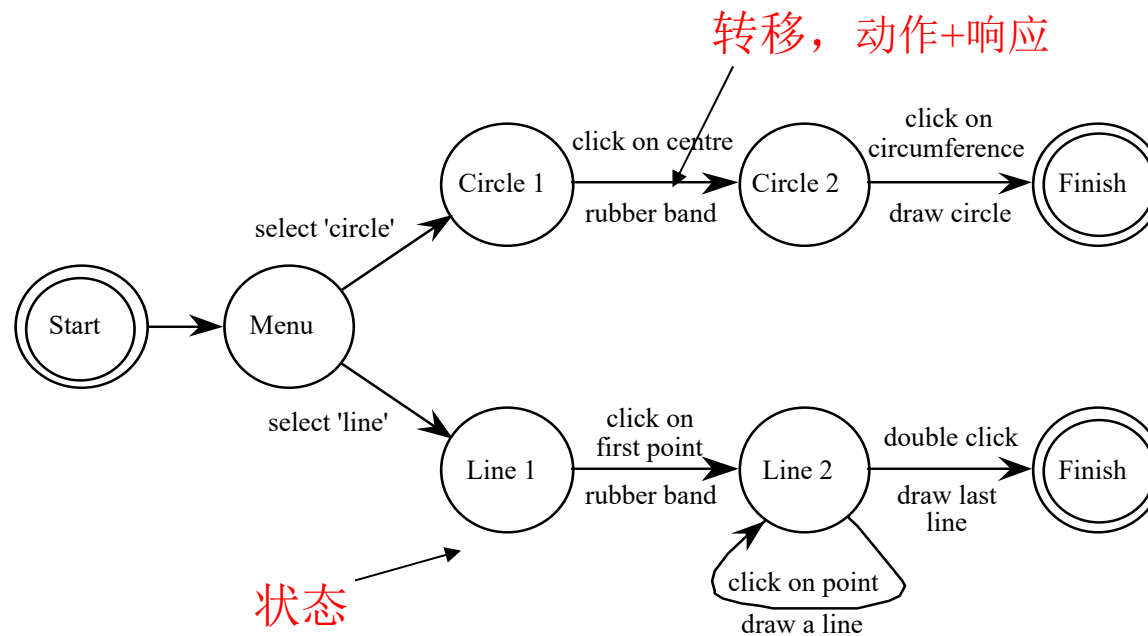 转移，动作+响应
click on centre
click on
circumference
Circle 1
Circle 2
Finish
rubber band
draw circle
select 'circle'
Start
Menu
select 'line'
click on
first point
double click
Line 1
Line 2
Finish
rubber band
draw last
line
click on point
draw a line
状态